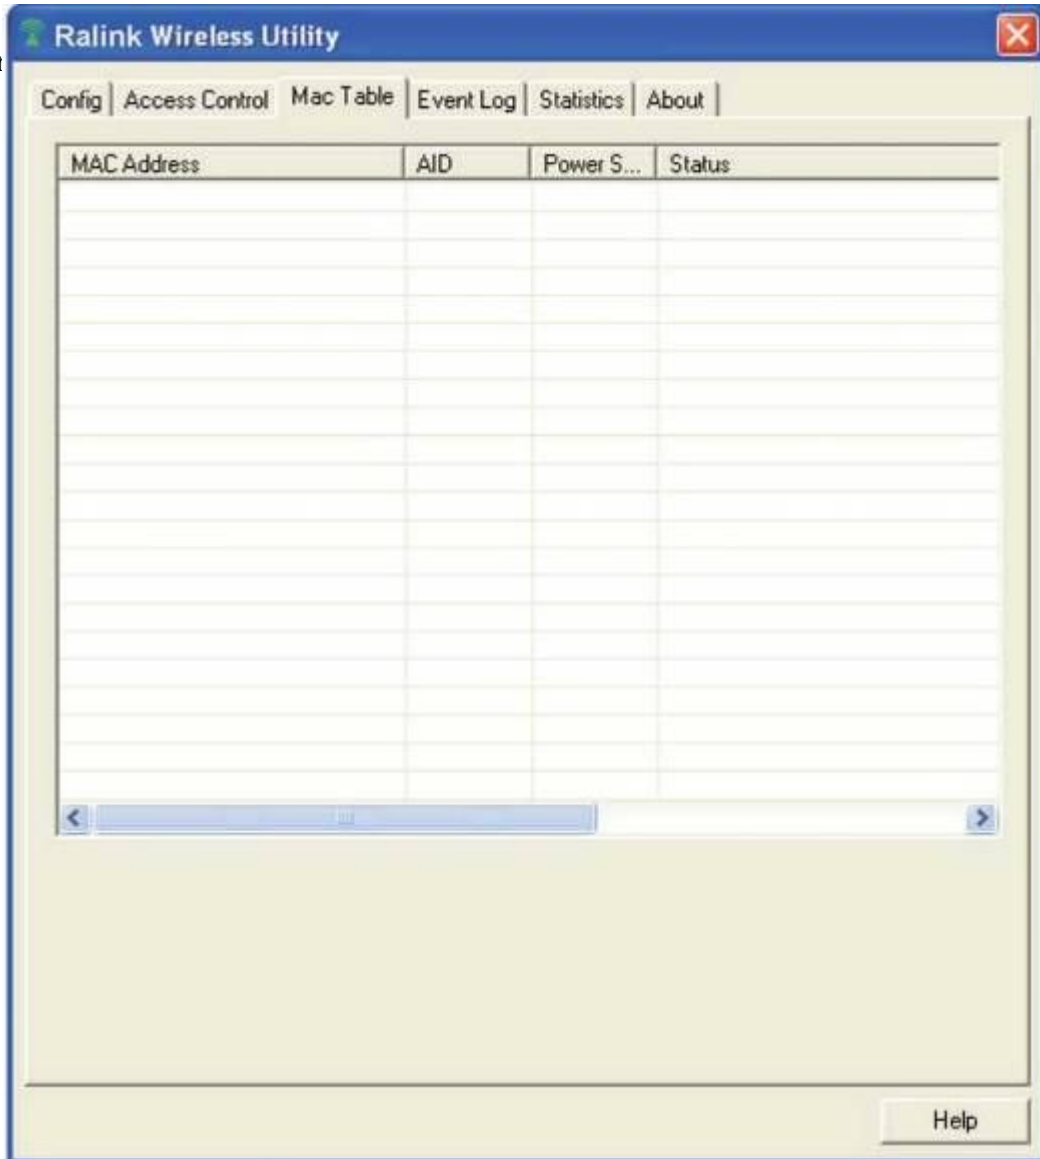 Ralink Wireless Utility
Config Access Control Mac Table Event Log Statistics About
MAC Address AID Power S... Status
Help